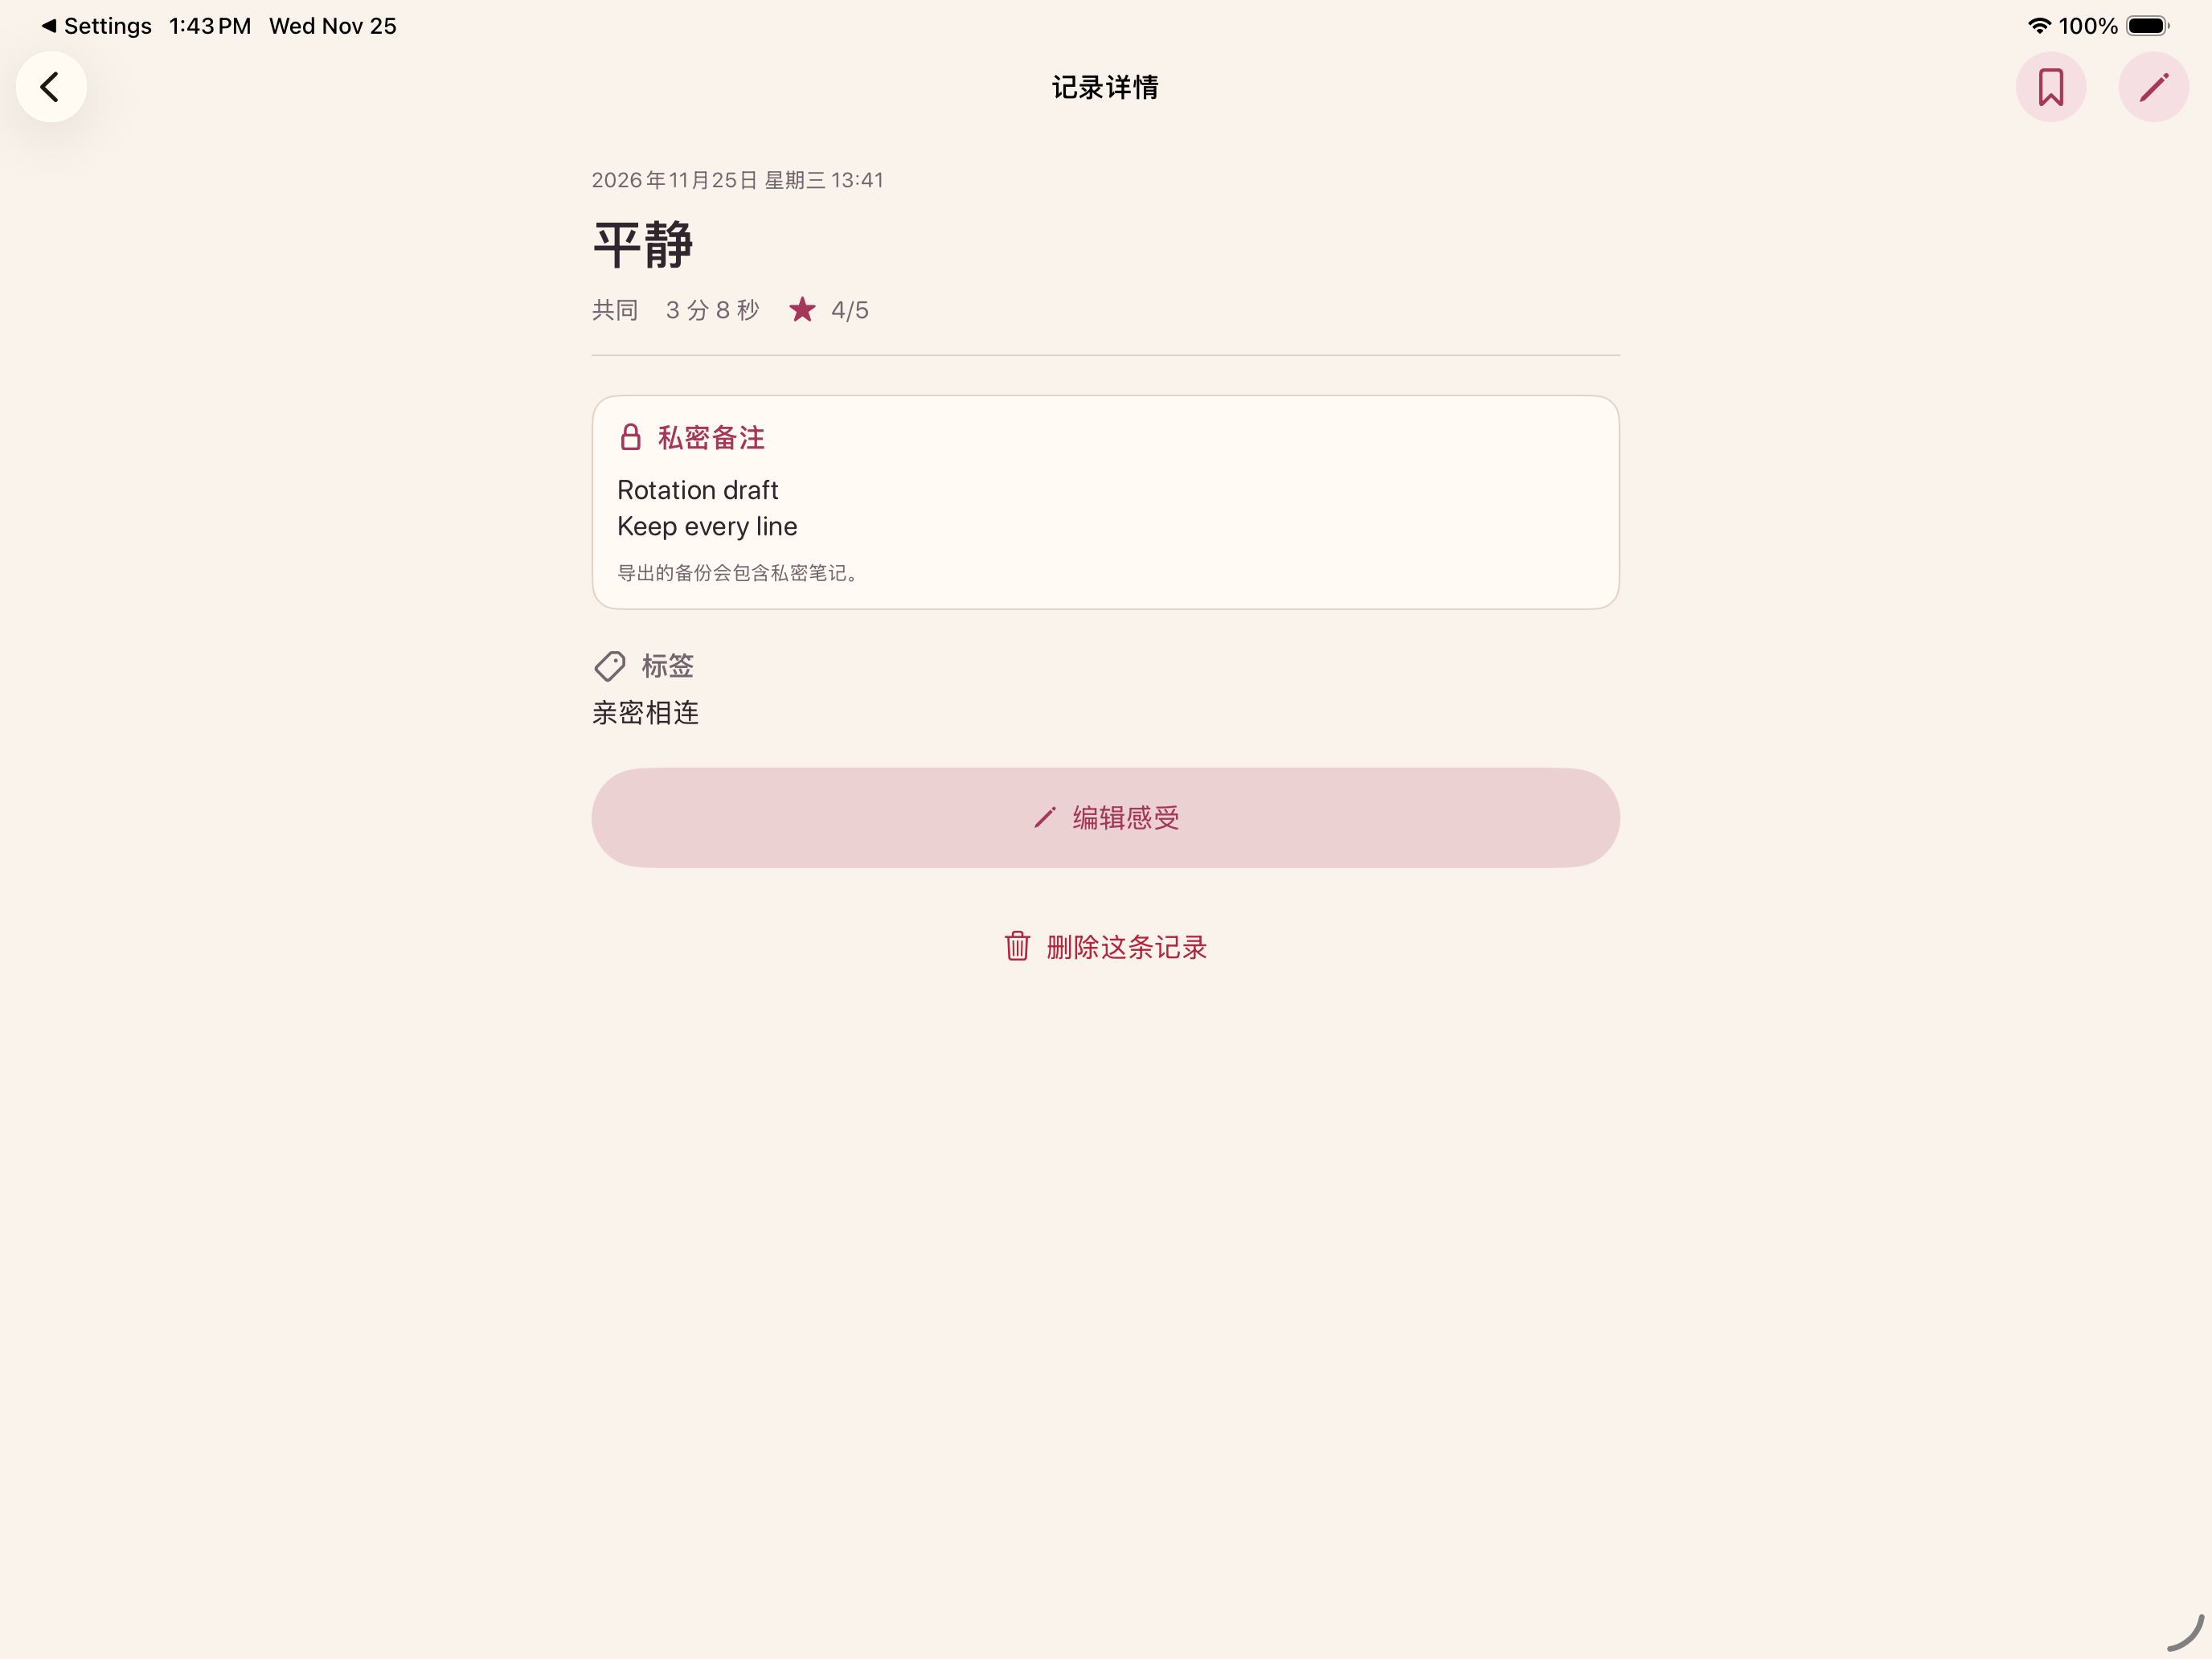 Settings 1:43 PM Wed Nov 25
100%
记录详情
2026年11月25日 星期三 13:41
平静
共同 3 分 8 秒 4/5
私密备注
Rotation draft
Keep every line
导出的备份会包含私密笔记。
标签
亲密相连
编辑感受
删除这条记录